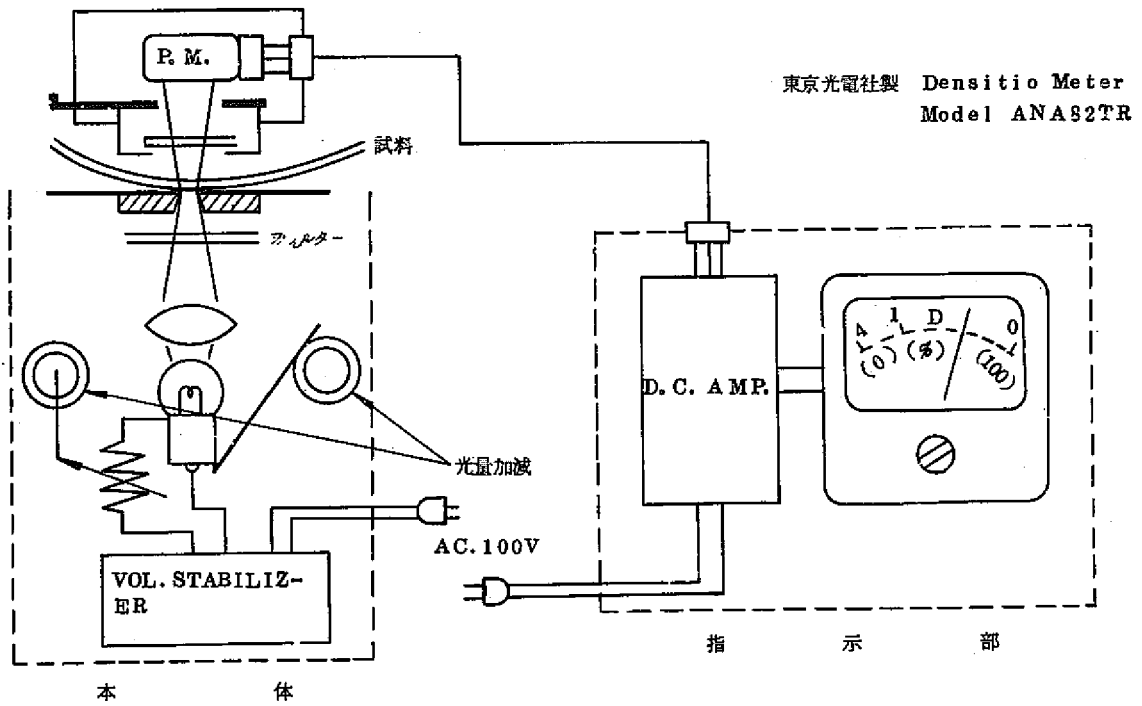 P. M.
東京光電社製 Densitio Meter
Model ANA82TR
試料
フィルター
4 1 D 0
(0) (%) (100)
D. C. AMP.
光量加減
AC. 100V
VOL. STABILIZ-
ER
指示部
本体